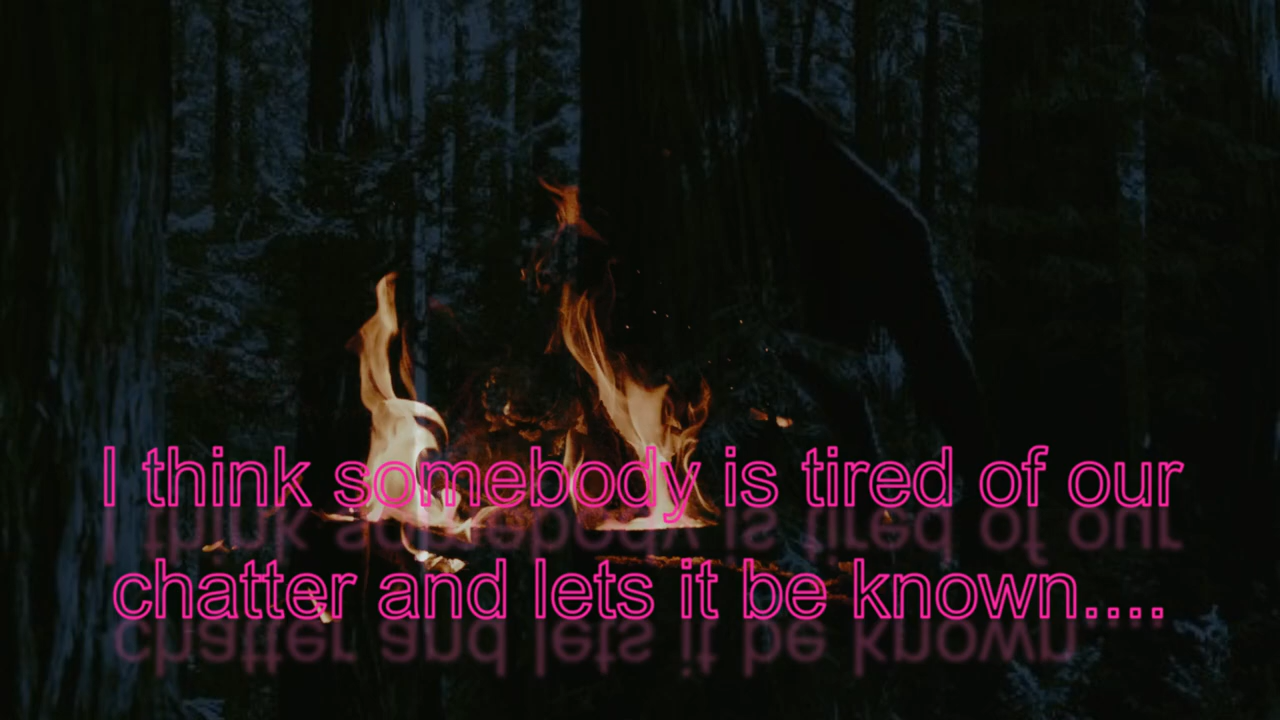 I think somebody is tired of our
chatter and lets it be known....